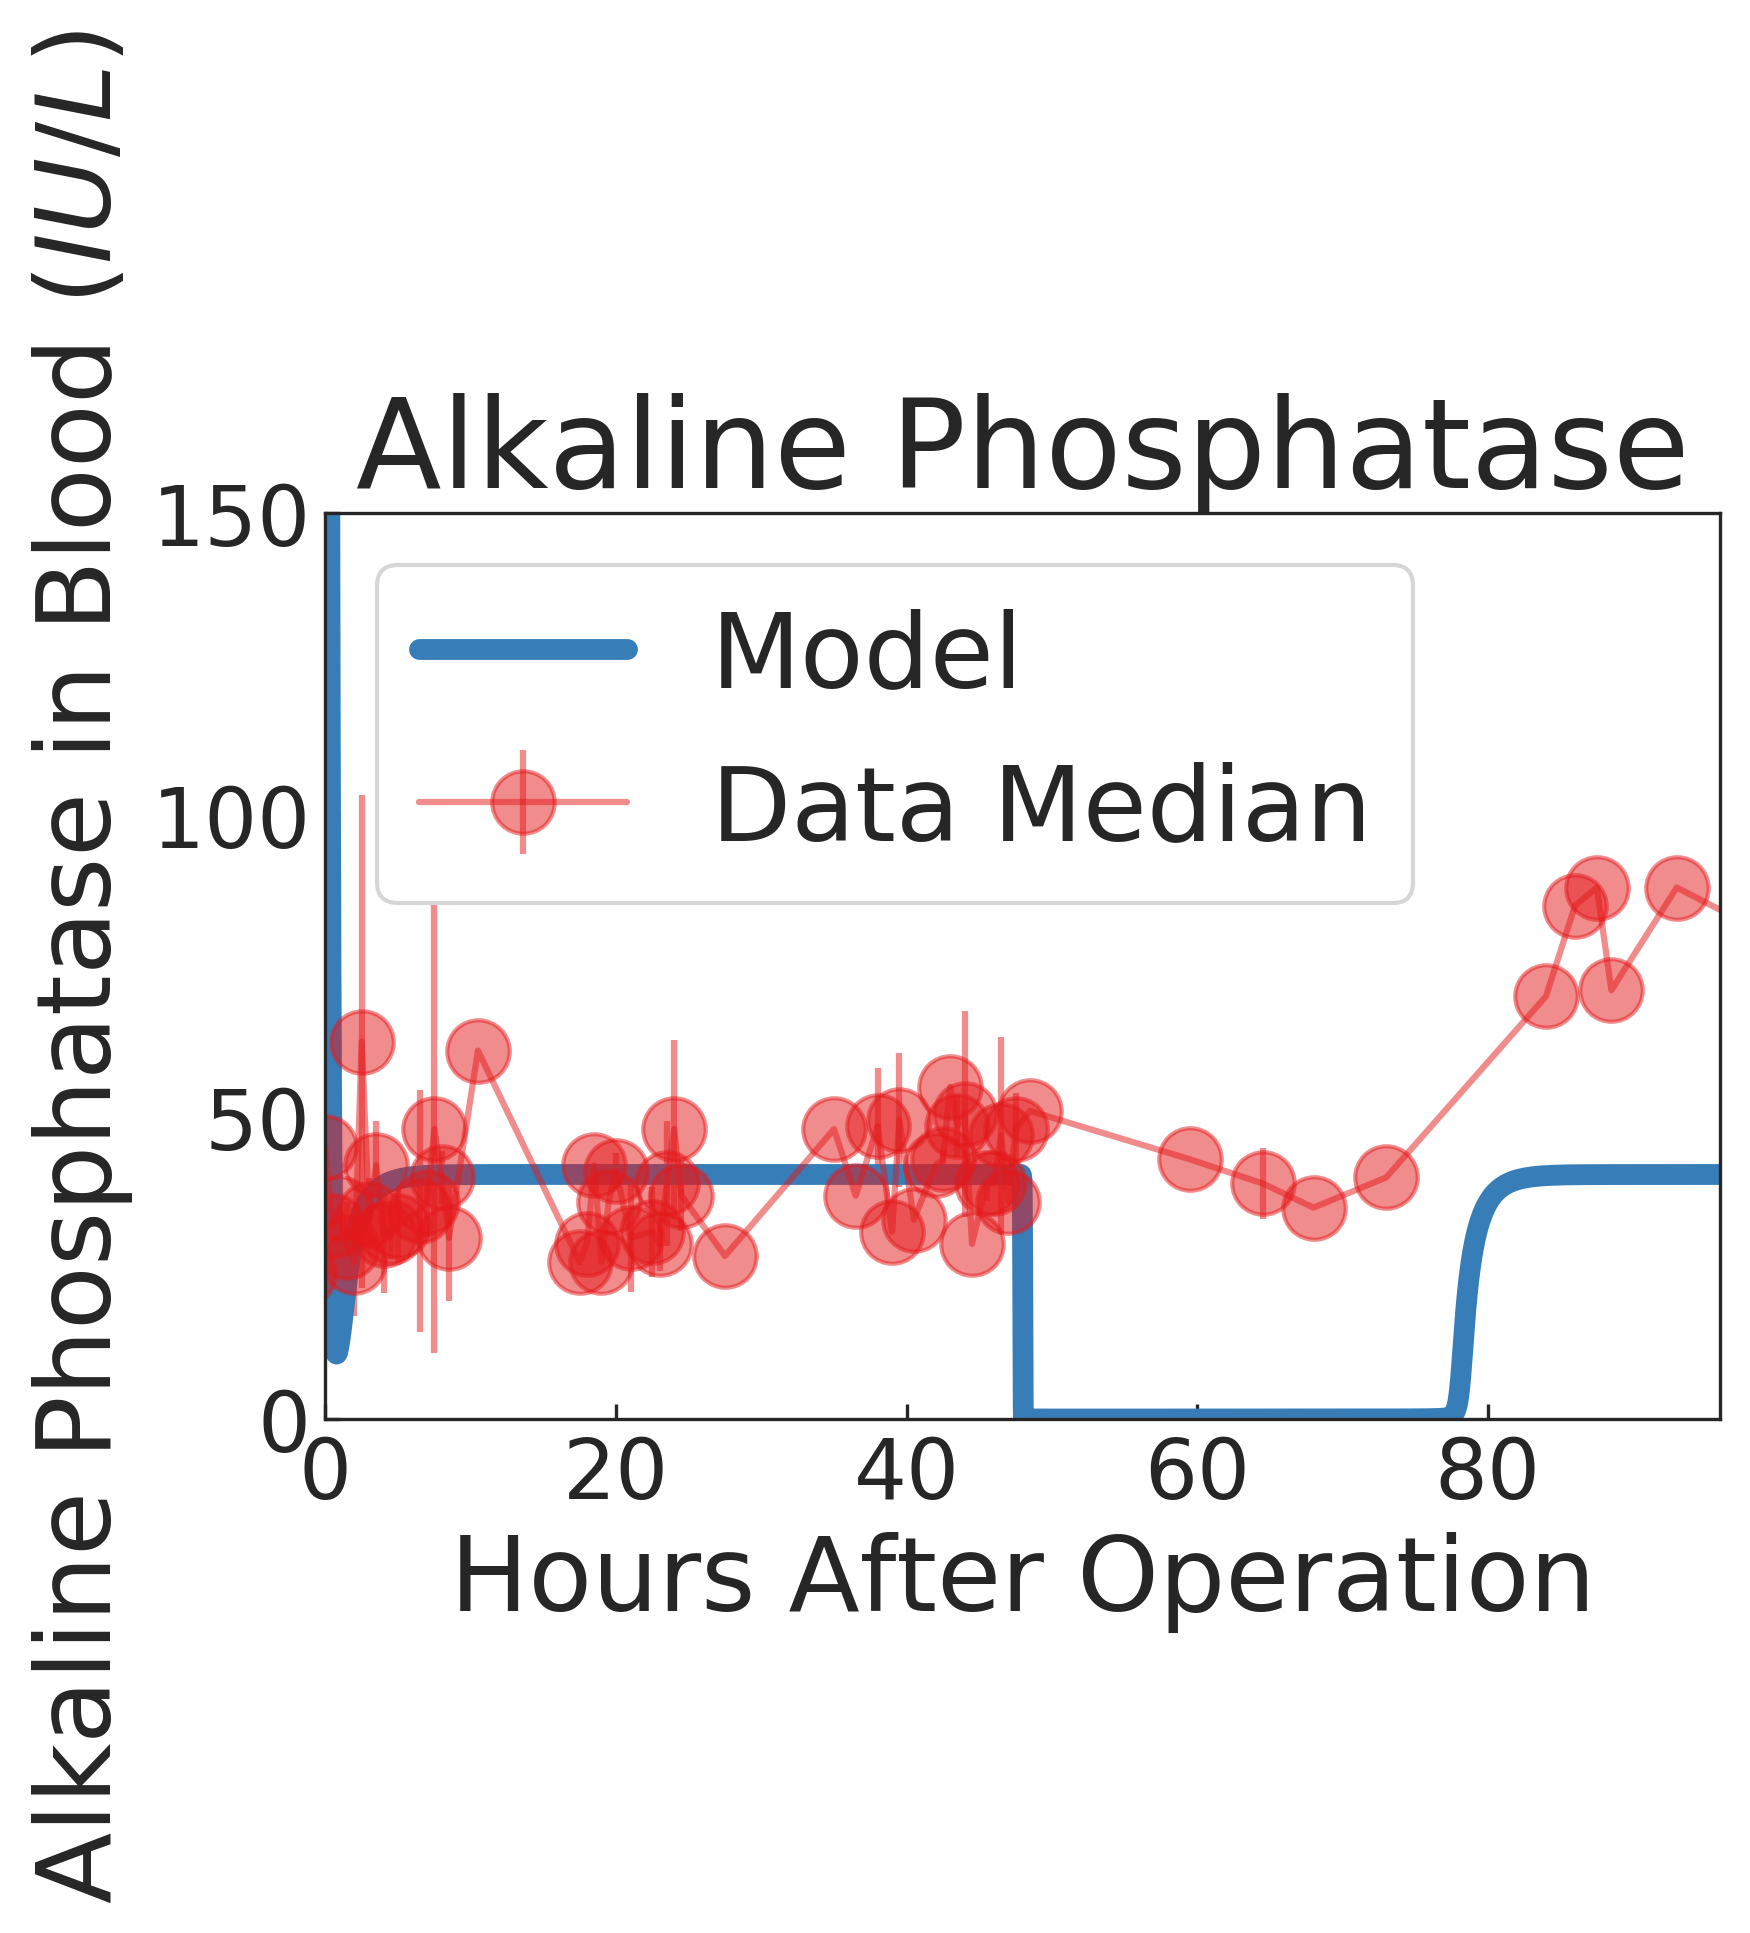 Alkaline Phosphatase
Alkaline Phosphatase in Blood (IU/L)
150
100
50
0
Model
Data Median
0 20 40 60 80
Hours After Operation